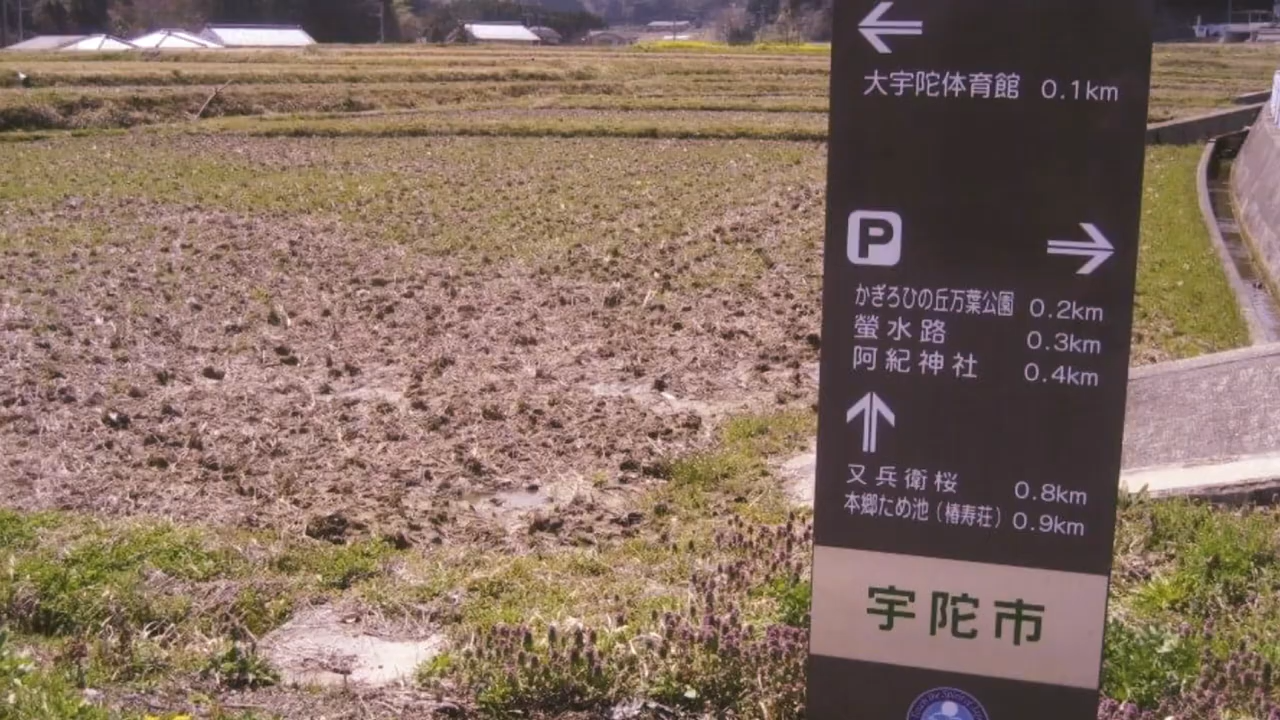 ←
大宇陀体育館 0.1km
P →
かぎろひの丘万葉公園 0.2km
螢水路 0.3km
阿紀神社 0.4km
↑
又兵衛桜 0.8km
本郷ため池(椿寿荘) 0.9km
宇陀市